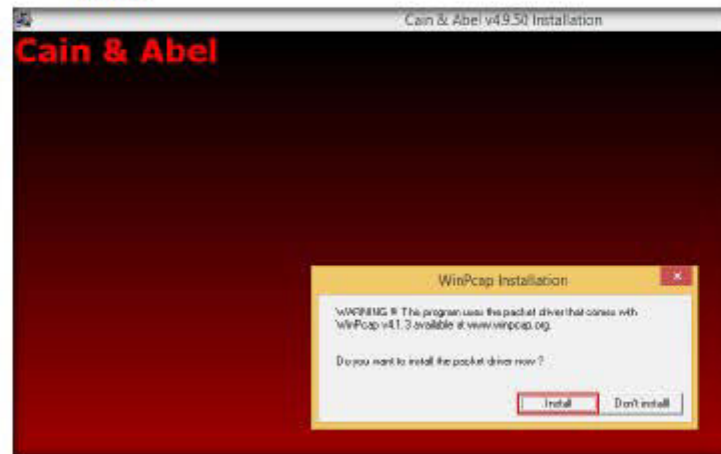 Cain & Abel v4.9.50 Installation
Cain & Abel
WinPcap Installation
WARNING !!! This program uses the packet driver that comes with
WinPcap v4.1.3 available at www.winpcap.org.
Do you want to install the packet driver now ?
Install
Don't install